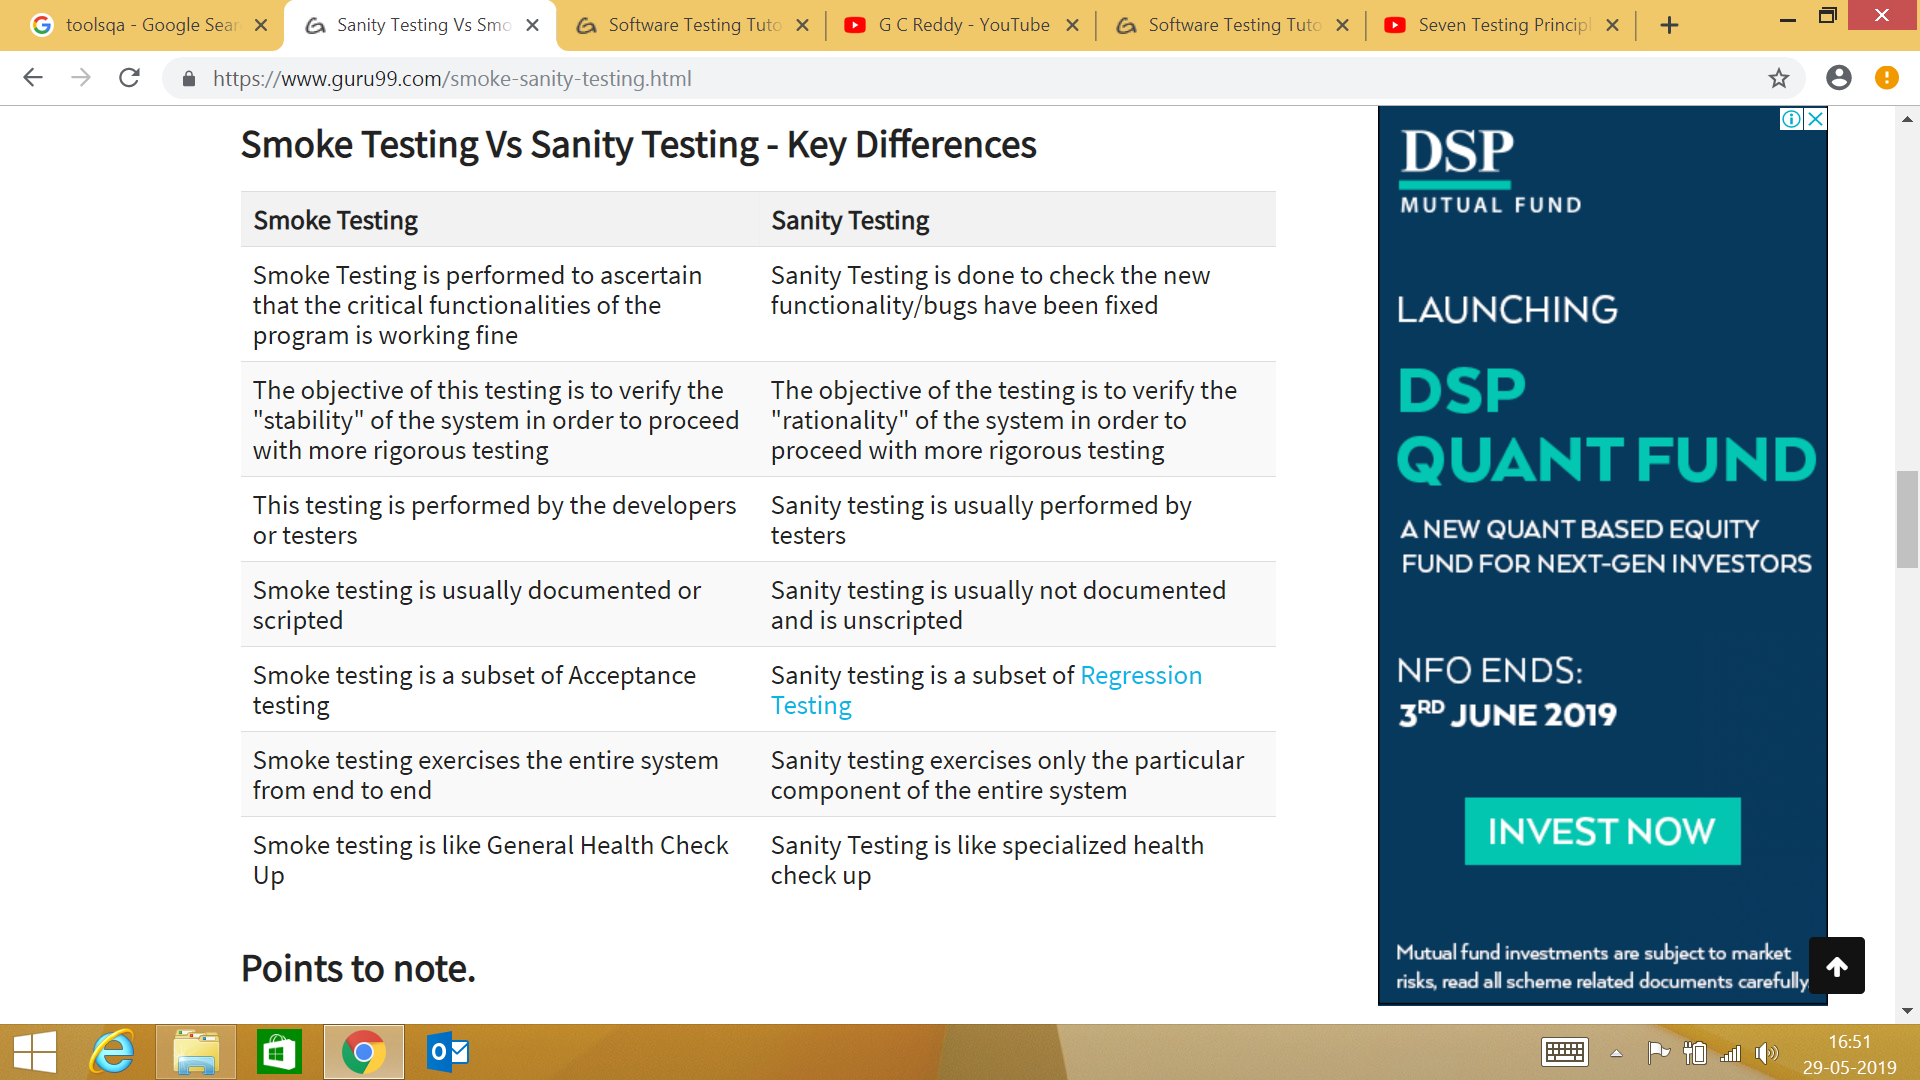 toolsqa - Google Sear
Sanity Testing Vs Smo
Software Testing Tuto
G C Reddy - YouTube
Software Testing Tuto
Seven Testing Principl
https://www.guru99.com/smoke-sanity-testing.html
Smoke Testing Vs Sanity Testing - Key Differences
Smoke Testing
Sanity Testing
Smoke Testing is performed to ascertain
that the critical functionalities of the
program is working fine
Sanity Testing is done to check the new
functionality/bugs have been fixed
The objective of this testing is to verify the
"stability" of the system in order to proceed
with more rigorous testing
The objective of the testing is to verify the
"rationality" of the system in order to
proceed with more rigorous testing
This testing is performed by the developers
or testers
Sanity testing is usually performed by
testers
Smoke testing is usually documented or
scripted
Sanity testing is usually not documented
and is unscripted
Smoke testing is a subset of Acceptance
testing
Sanity testing is a subset of Regression
Testing
Smoke testing exercises the entire system
from end to end
Sanity testing exercises only the particular
component of the entire system
Smoke testing is like General Health Check
Up
Sanity Testing is like specialized health
check up
Points to note.
DSP
MUTUAL FUND
LAUNCHING
DSP
QUANT FUND
A NEW QUANT BASED EQUITY
FUND FOR NEXT-GEN INVESTORS
NFO ENDS:
3RD JUNE 2019
INVEST NOW
Mutual fund investments are subject to market
risks, read all scheme related documents carefully.
16:51
29-05-2019